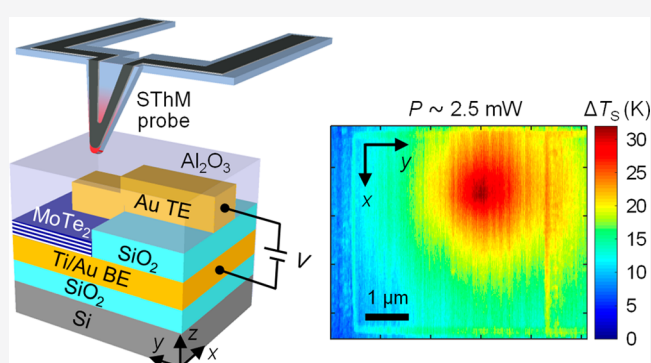 SThM
probe
Al₂O₃
Au TE
MoTe₂
SiO₂
Ti/Au BE
SiO₂
Si
V
z
y
x
P ~ 2.5 mW
ΔTS (K)
y
x
1 µm
30
25
20
15
10
5
0